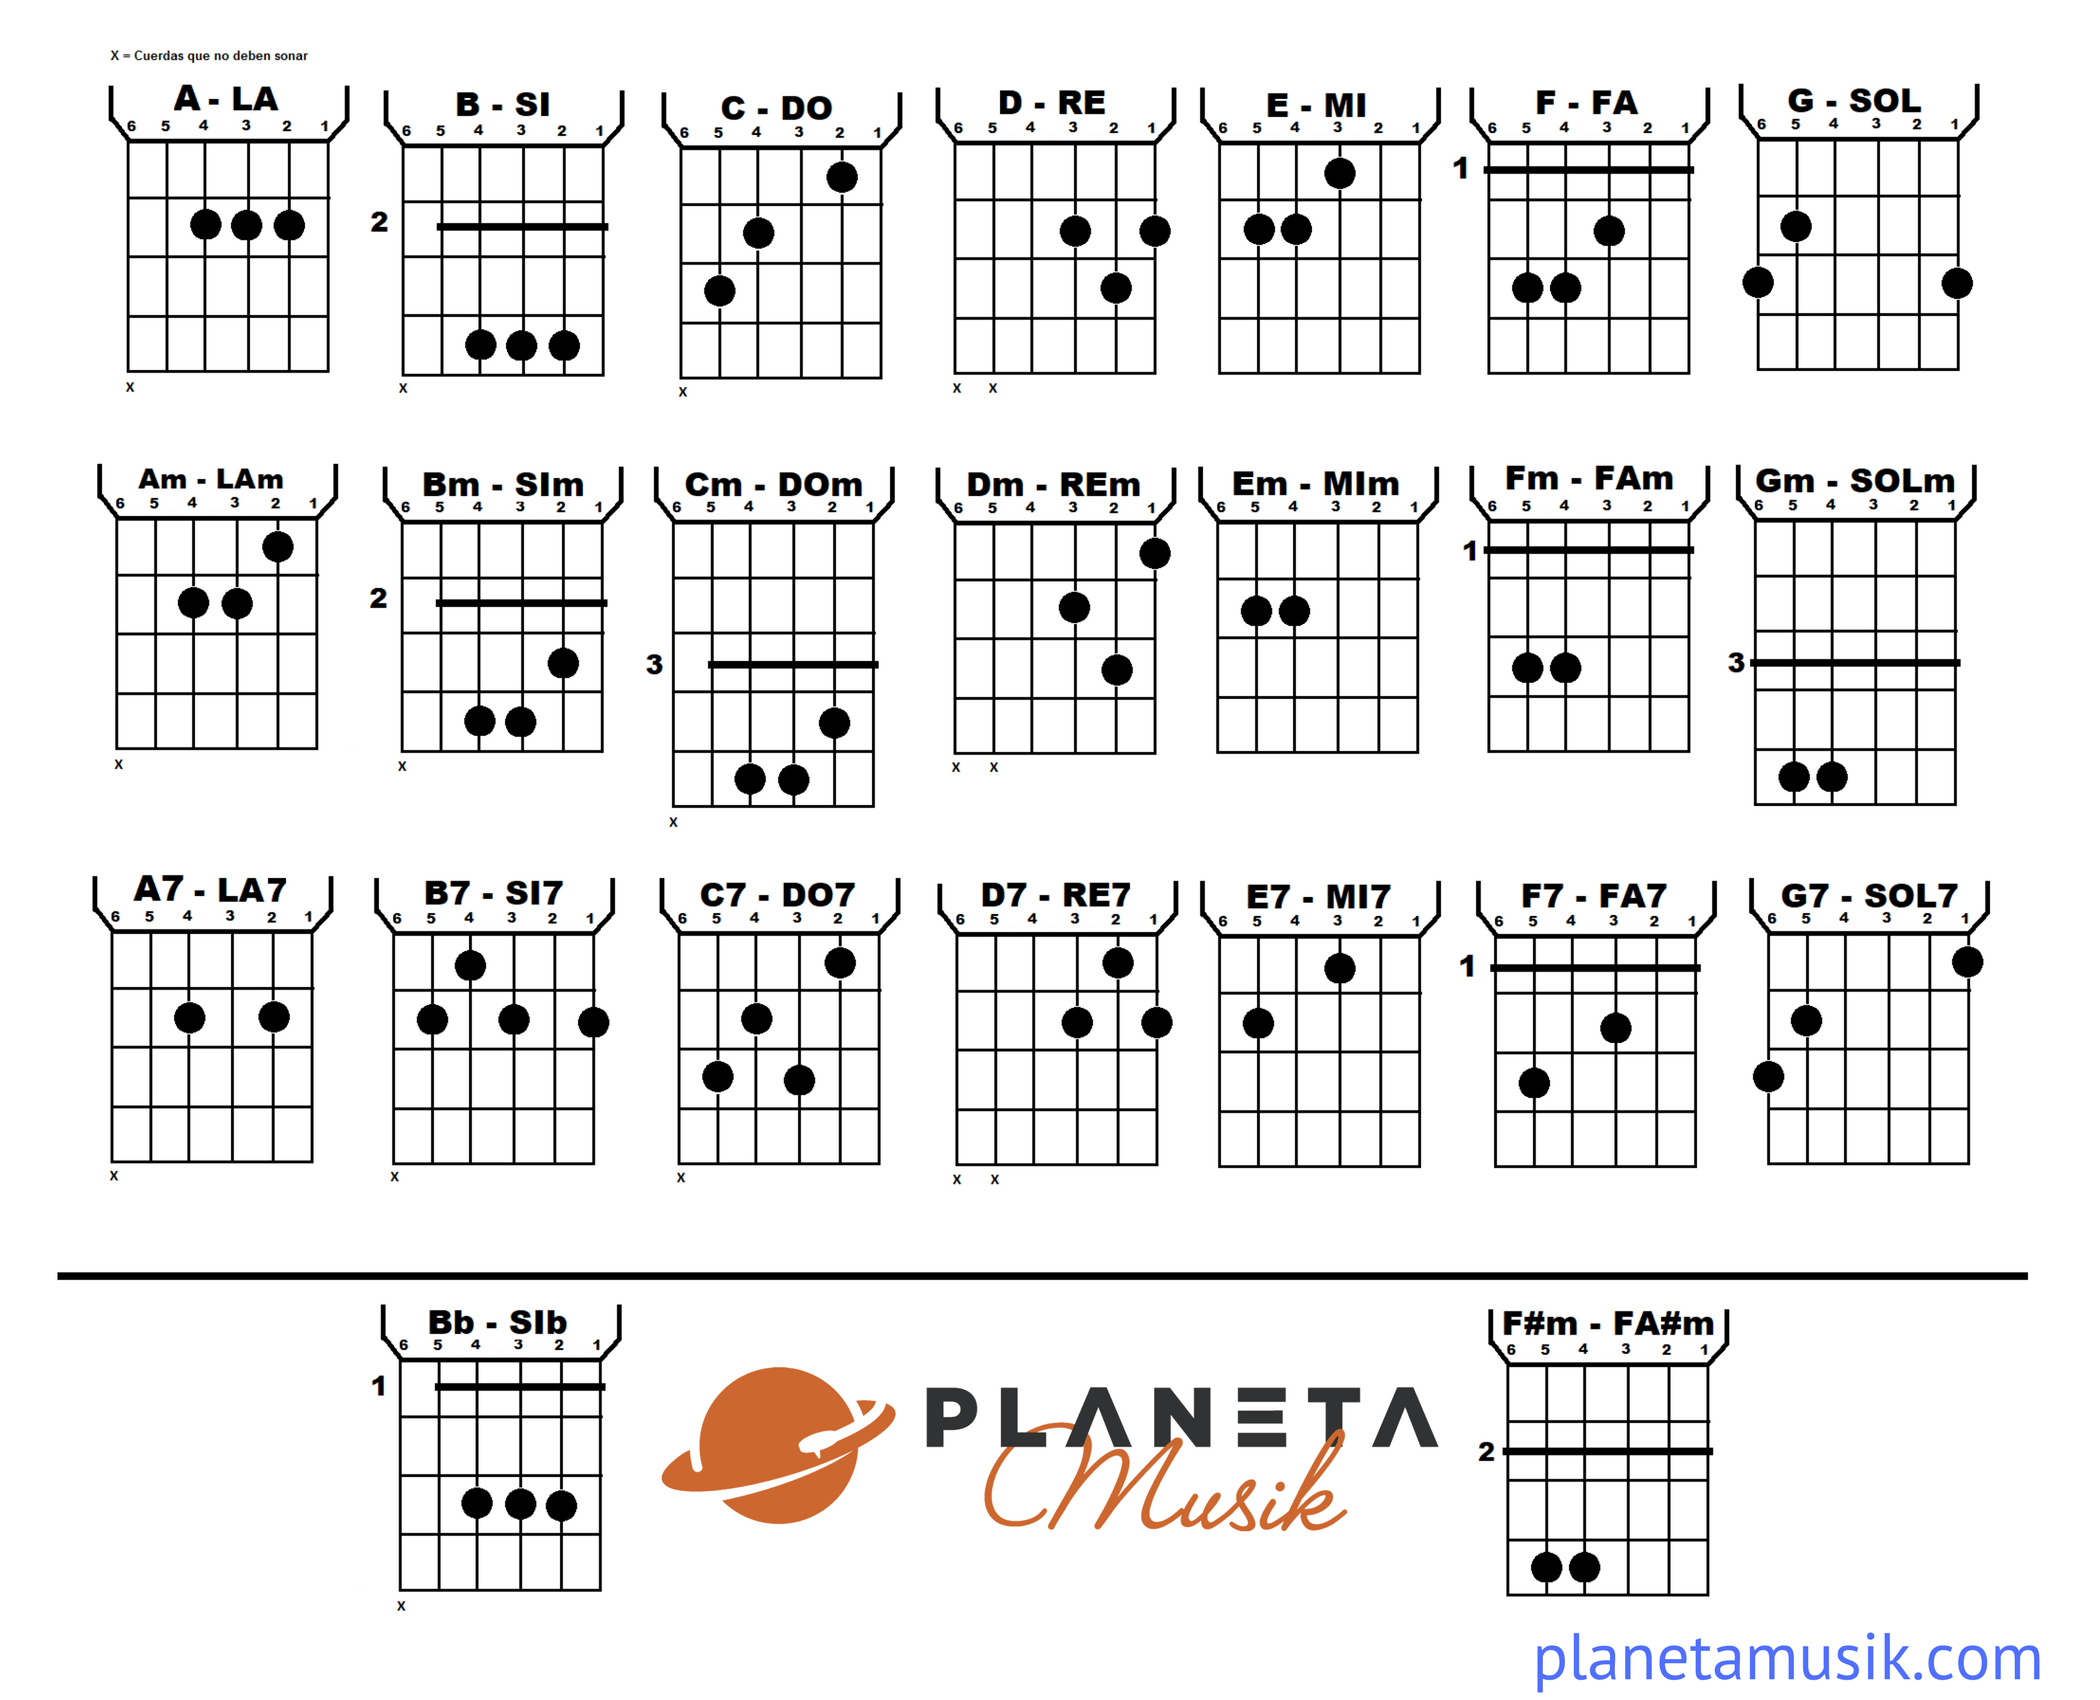 X = Cuerdas que no deben sonar
A - LA
B - SI
C - DO
D - RE
E - MI
F - FA
G - SOL
6 5 4 3 2 1
6 5 4 3 2 1
6 5 4 3 2 1
6 5 4 3 2 1
6 5 4 3 2 1
6 5 4 3 2 1
6 5 4 3 2 1
2
1
x
x
x
x x
Am - LAm
Bm - SIm
Cm - DOm
Dm - REm
Em - MIm
Fm - FAm
Gm - SOLm
6 5 4 3 2 1
6 5 4 3 2 1
6 5 4 3 2 1
6 5 4 3 2 1
6 5 4 3 2 1
6 5 4 3 2 1
6 5 4 3 2 1
2
3
1
3
x
x
x
x x
A7 - LA7
B7 - SI7
C7 - DO7
D7 - RE7
E7 - MI7
F7 - FA7
G7 - SOL7
6 5 4 3 2 1
6 5 4 3 2 1
6 5 4 3 2 1
6 5 4 3 2 1
6 5 4 3 2 1
6 5 4 3 2 1
6 5 4 3 2 1
1
x
x
x
x x
Bb - SIb
6 5 4 3 2 1
1
x
PLANETA
Musik
F#m - FA#m
6 5 4 3 2 1
2
planetamusik.com